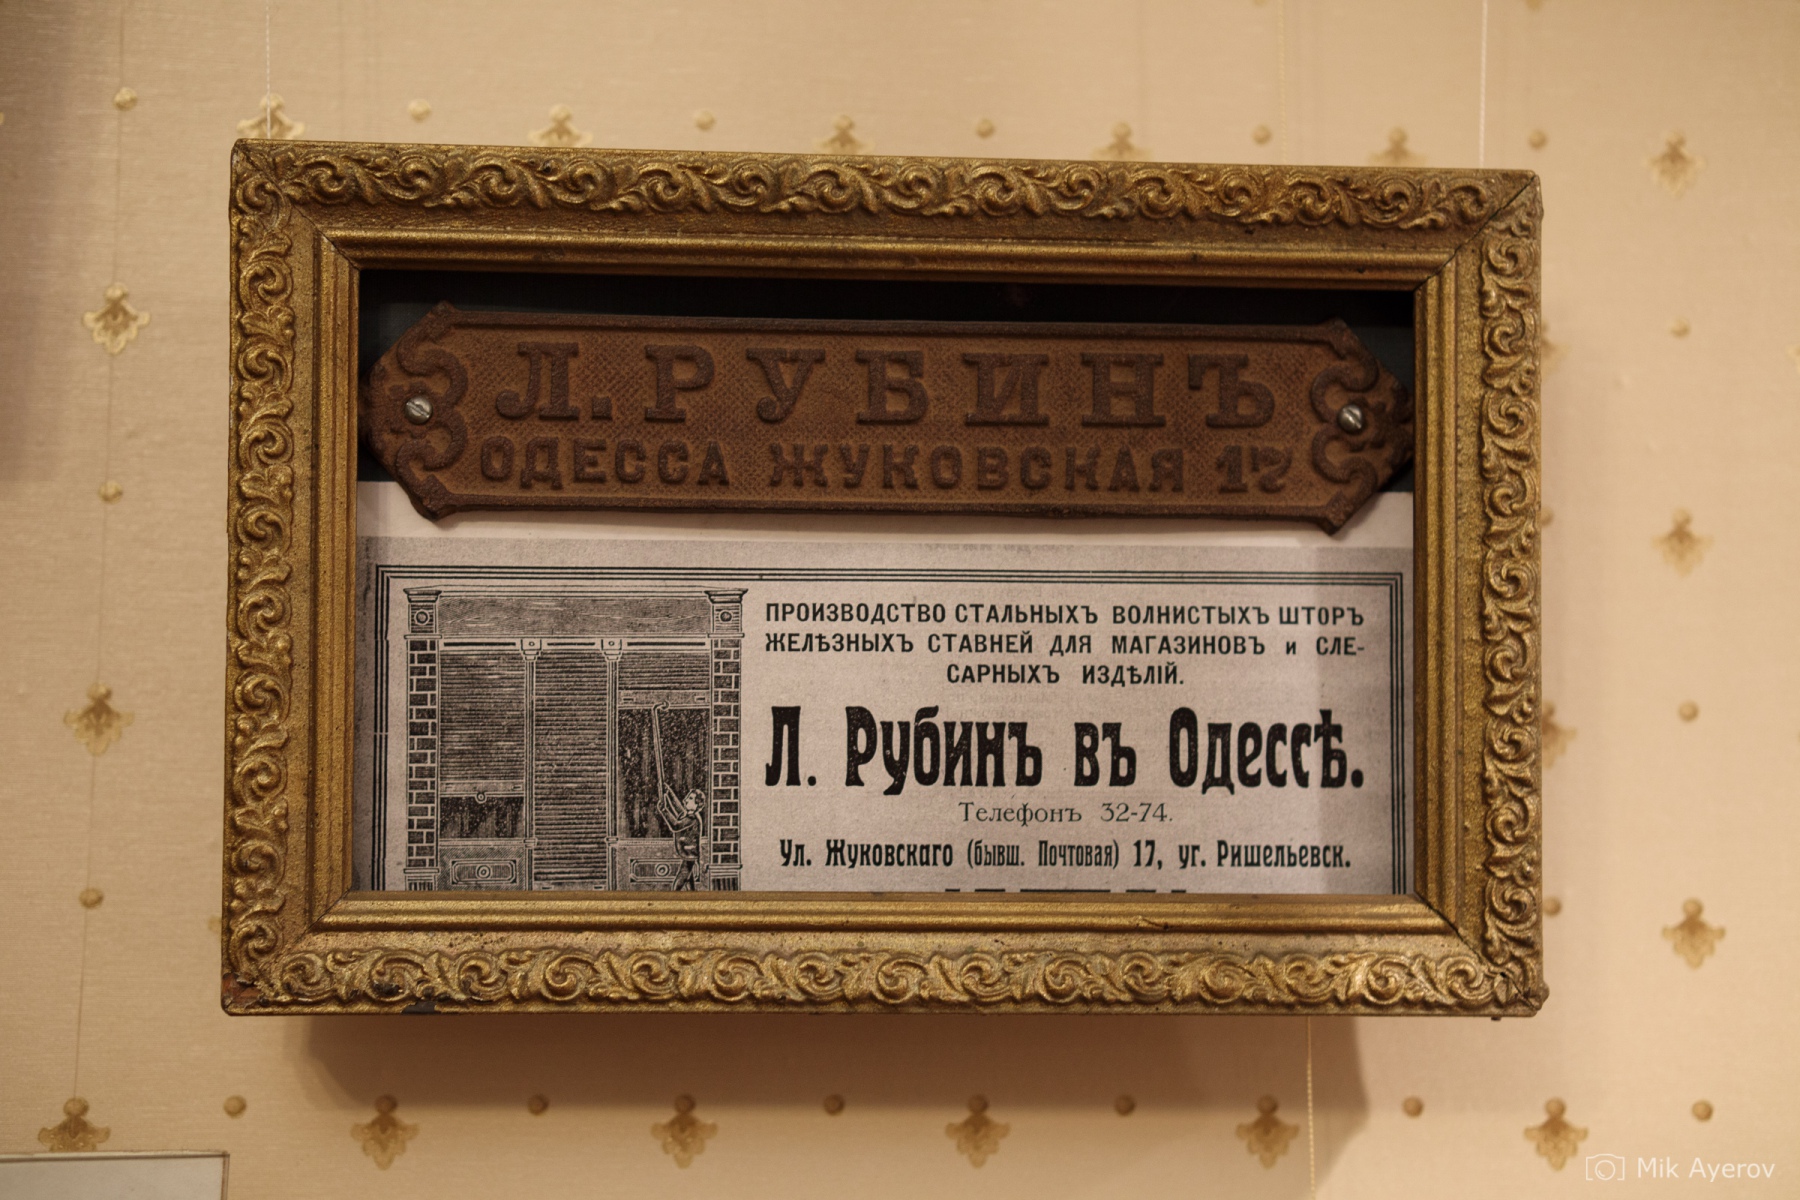 Л. РУБИНЪ
ОДЕССА ЖУКОВСКАЯ 17
ПРОИЗВОДСТВО СТАЛЬНЫХЪ ВОЛНИСТЫХЪ ШТОРЪ
ЖЕЛѢЗНЫХЪ СТАВНЕЙ ДЛЯ МАГАЗИНОВЪ и СЛЕ-
САРНЫХЪ ИЗДѢЛІЙ.
Л. Рубинъ въ Одессѣ.
Телефонъ 32-74.
Ул. Жуковскаго (бывш. Почтовая) 17, уг. Ришельевск.
Mik Ayerov